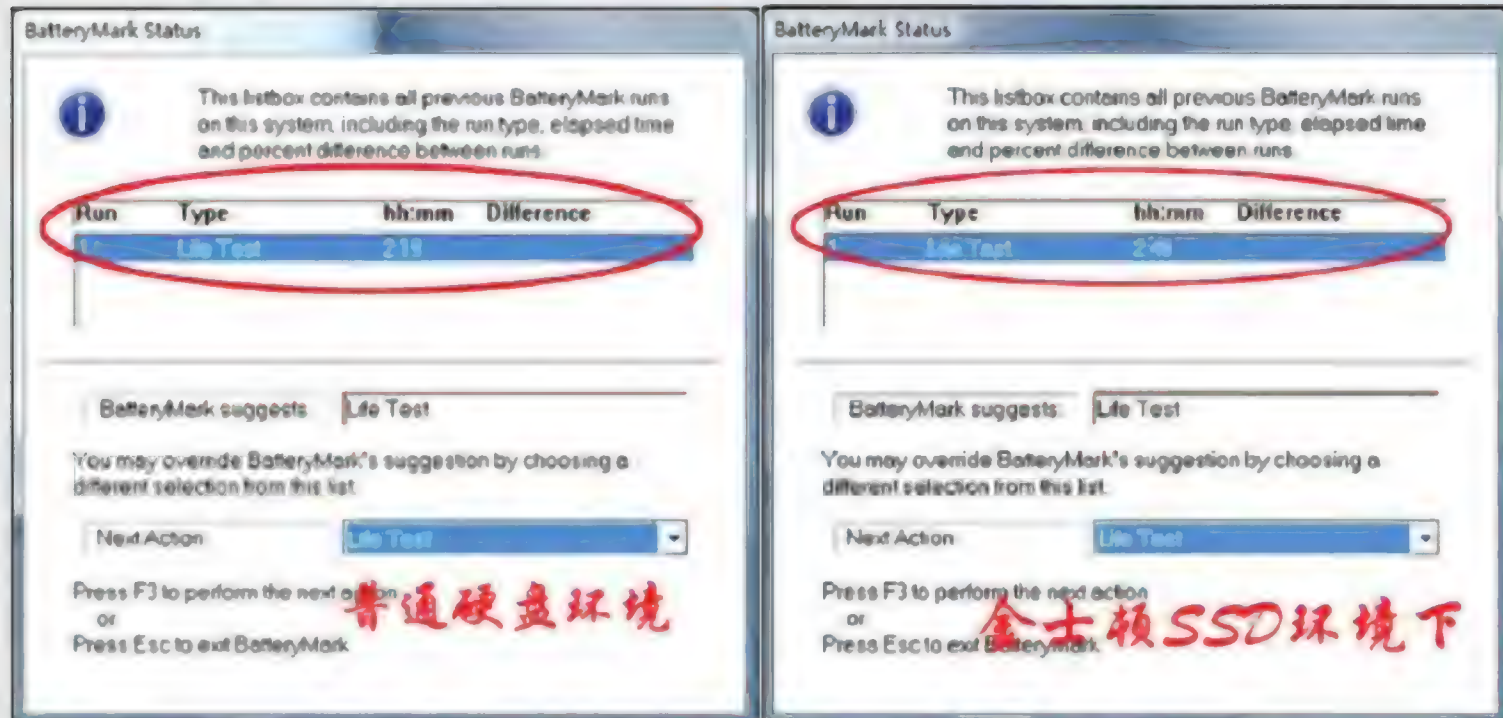 BatteryMark Status
This listbox contains all previous BatteryMark runs
on this system, including the run type, elapsed time
and percent difference between runs
Run Type hh:mm Difference
Life Test
BatteryMark suggests Life Test
You may override BatteryMark's suggestion by choosing a
different selection from this list
Next Action Life Test
Press F3 to perform the next action
or
Press Esc to exit BatteryMark
普通硬盘环境
BatteryMark Status
This listbox contains all previous BatteryMark runs
on this system, including the run type, elapsed time
and percent difference between runs
Run Type hh:mm Difference
1 Life Test
BatteryMark suggests Life Test
You may override BatteryMark's suggestion by choosing a
different selection from this list
Next Action Life Test
Press F3 to perform the next action
or
Press Esc to exit BatteryMark
金士顿SSD环境下